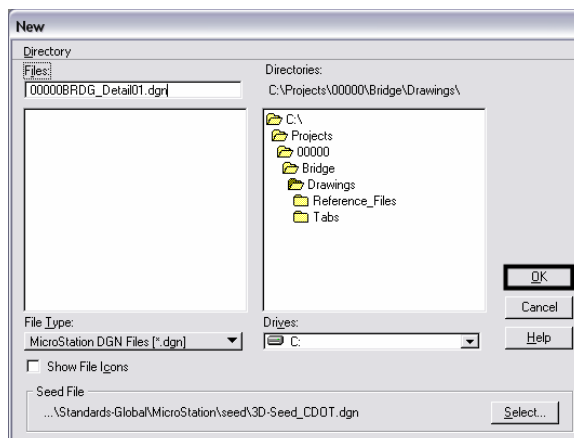 New
Directory
Files:
00000BRDG_Detail01.dgn
Directories:
C:\Projects\00000\Bridge\Drawings\
C:\
Projects
00000
Bridge
Drawings
Reference_Files
Tabs
OK
Cancel
Help
File Type:
MicroStation DGN Files [*.dgn]
Drives:
C:
Show File Icons
Seed File
...\Standards-Global\MicroStation\seed\3D-Seed_CDOT.dgn
Select...